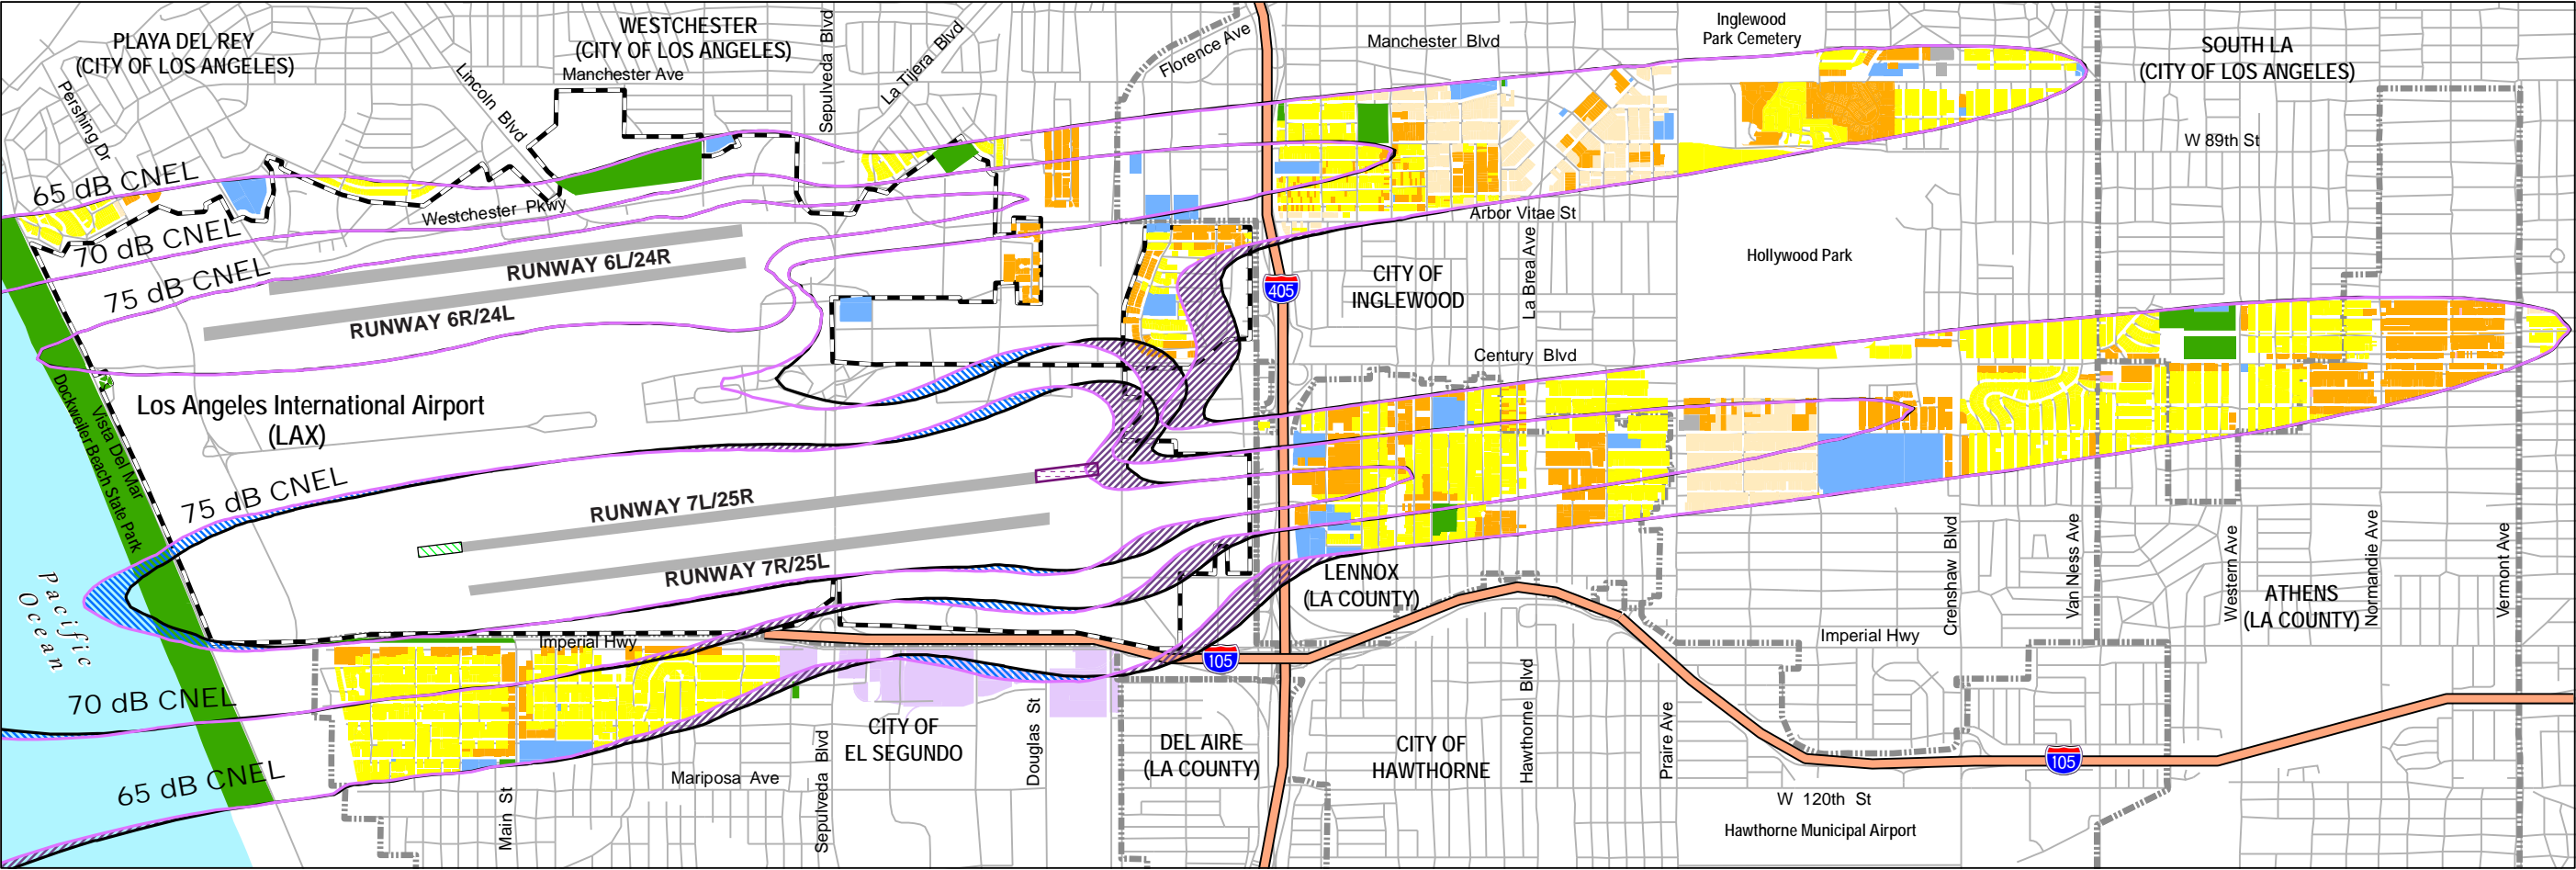 PLAYA DEL REY
(CITY OF LOS ANGELES)
WESTCHESTER
(CITY OF LOS ANGELES)
Manchester Ave
Sepulveda Blvd
La Tijera Blvd
Florence Ave
Manchester Blvd
Inglewood
Park Cemetery
SOUTH LA
(CITY OF LOS ANGELES)
Pershing Dr
Lincoln Blvd
W 89th St
65 dB CNEL
Westchester Pkwy
70 dB CNEL
75 dB CNEL
Arbor Vitae St
La Brea Ave
Hollywood Park
RUNWAY 6L/24R
RUNWAY 6R/24L
405
CITY OF
INGLEWOOD
Century Blvd
Los Angeles International Airport
(LAX)
Vista Del Mar
Dockweiler Beach State Park
75 dB CNEL
RUNWAY 7L/25R
RUNWAY 7R/25L
Pacific
Ocean
LENNOX
(LA COUNTY)
Crenshaw Blvd
Van Ness Ave
Western Ave
Normandie Ave
Vermont Ave
ATHENS
(LA COUNTY)
Imperial Hwy
Imperial Hwy
105
70 dB CNEL
65 dB CNEL
Main St
Mariposa Ave
Sepulveda Blvd
CITY OF
EL SEGUNDO
Douglas St
DEL AIRE
(LA COUNTY)
CITY OF
HAWTHORNE
Hawthorne Blvd
Praire Ave
105
W 120th St
Hawthorne Municipal Airport